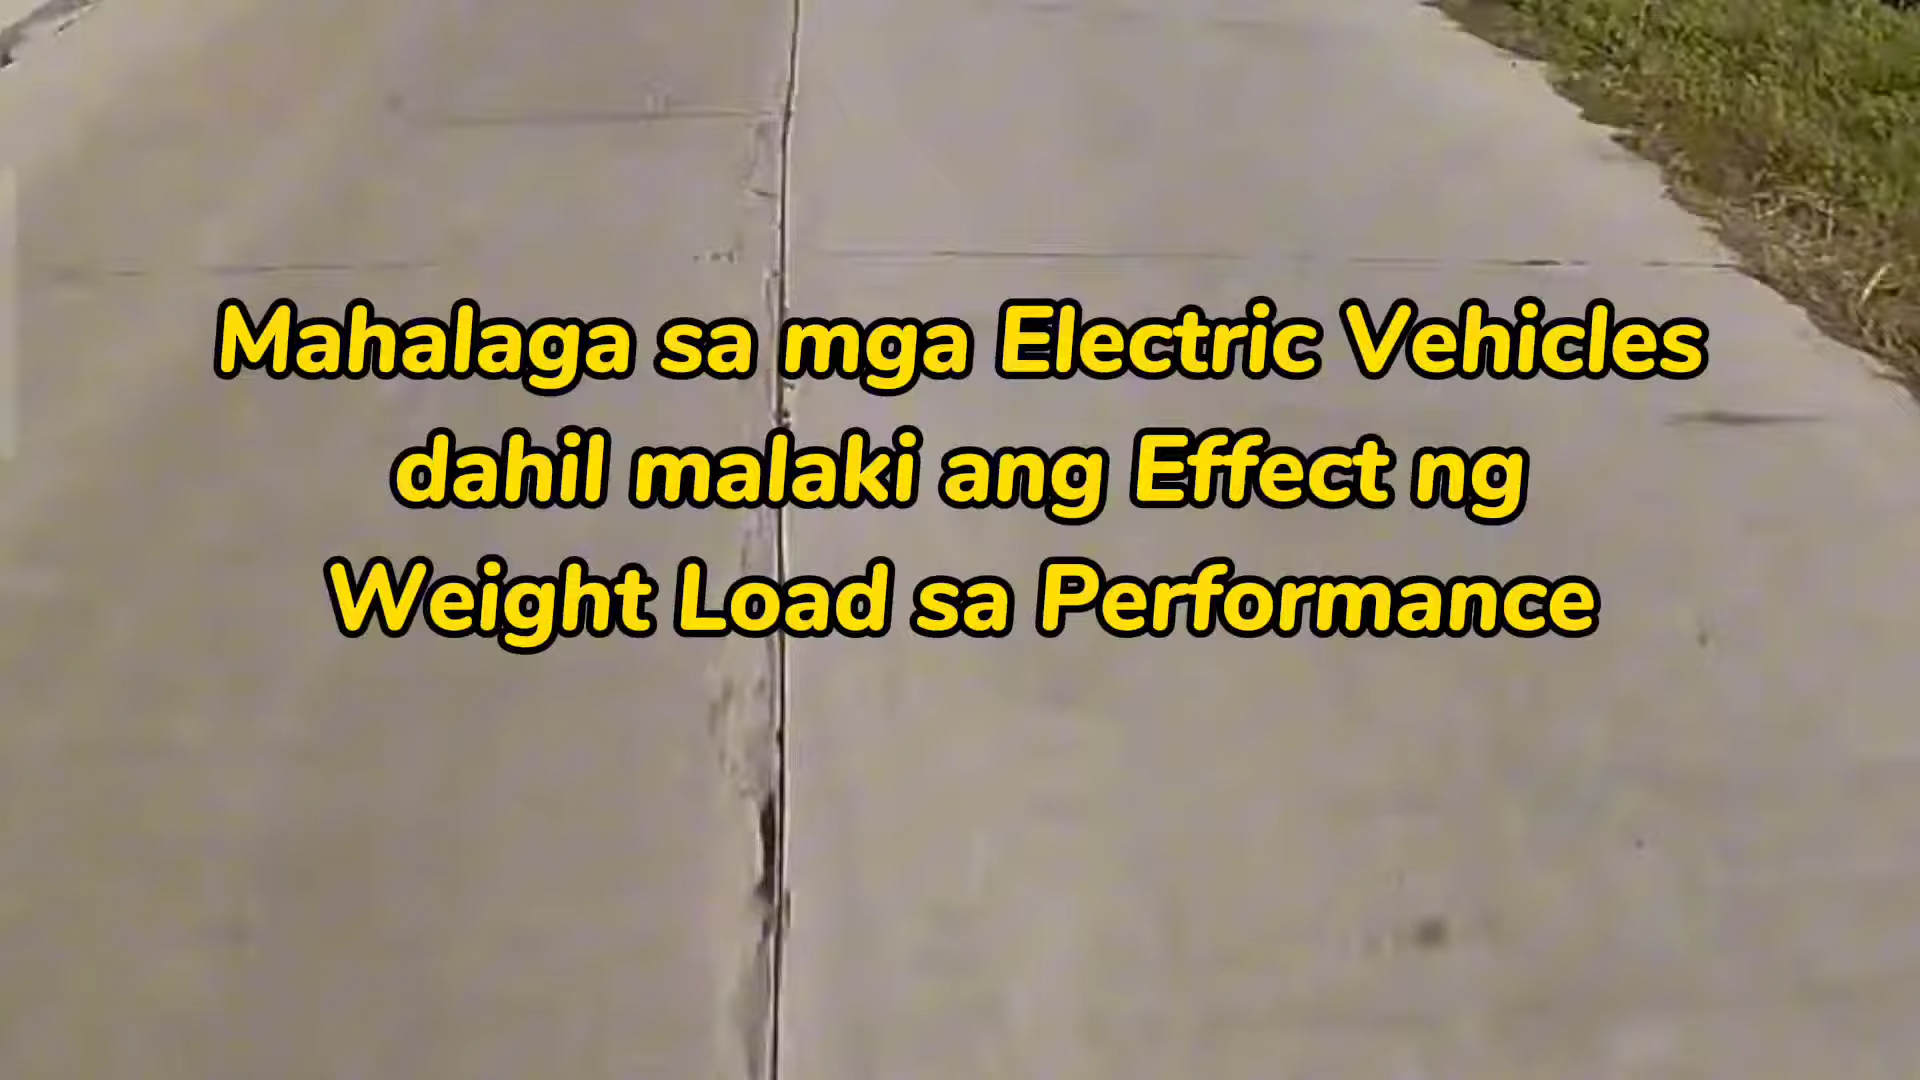 Mahalaga sa mga Electric Vehicles
dahil malaki ang Effect ng
Weight Load sa Performance